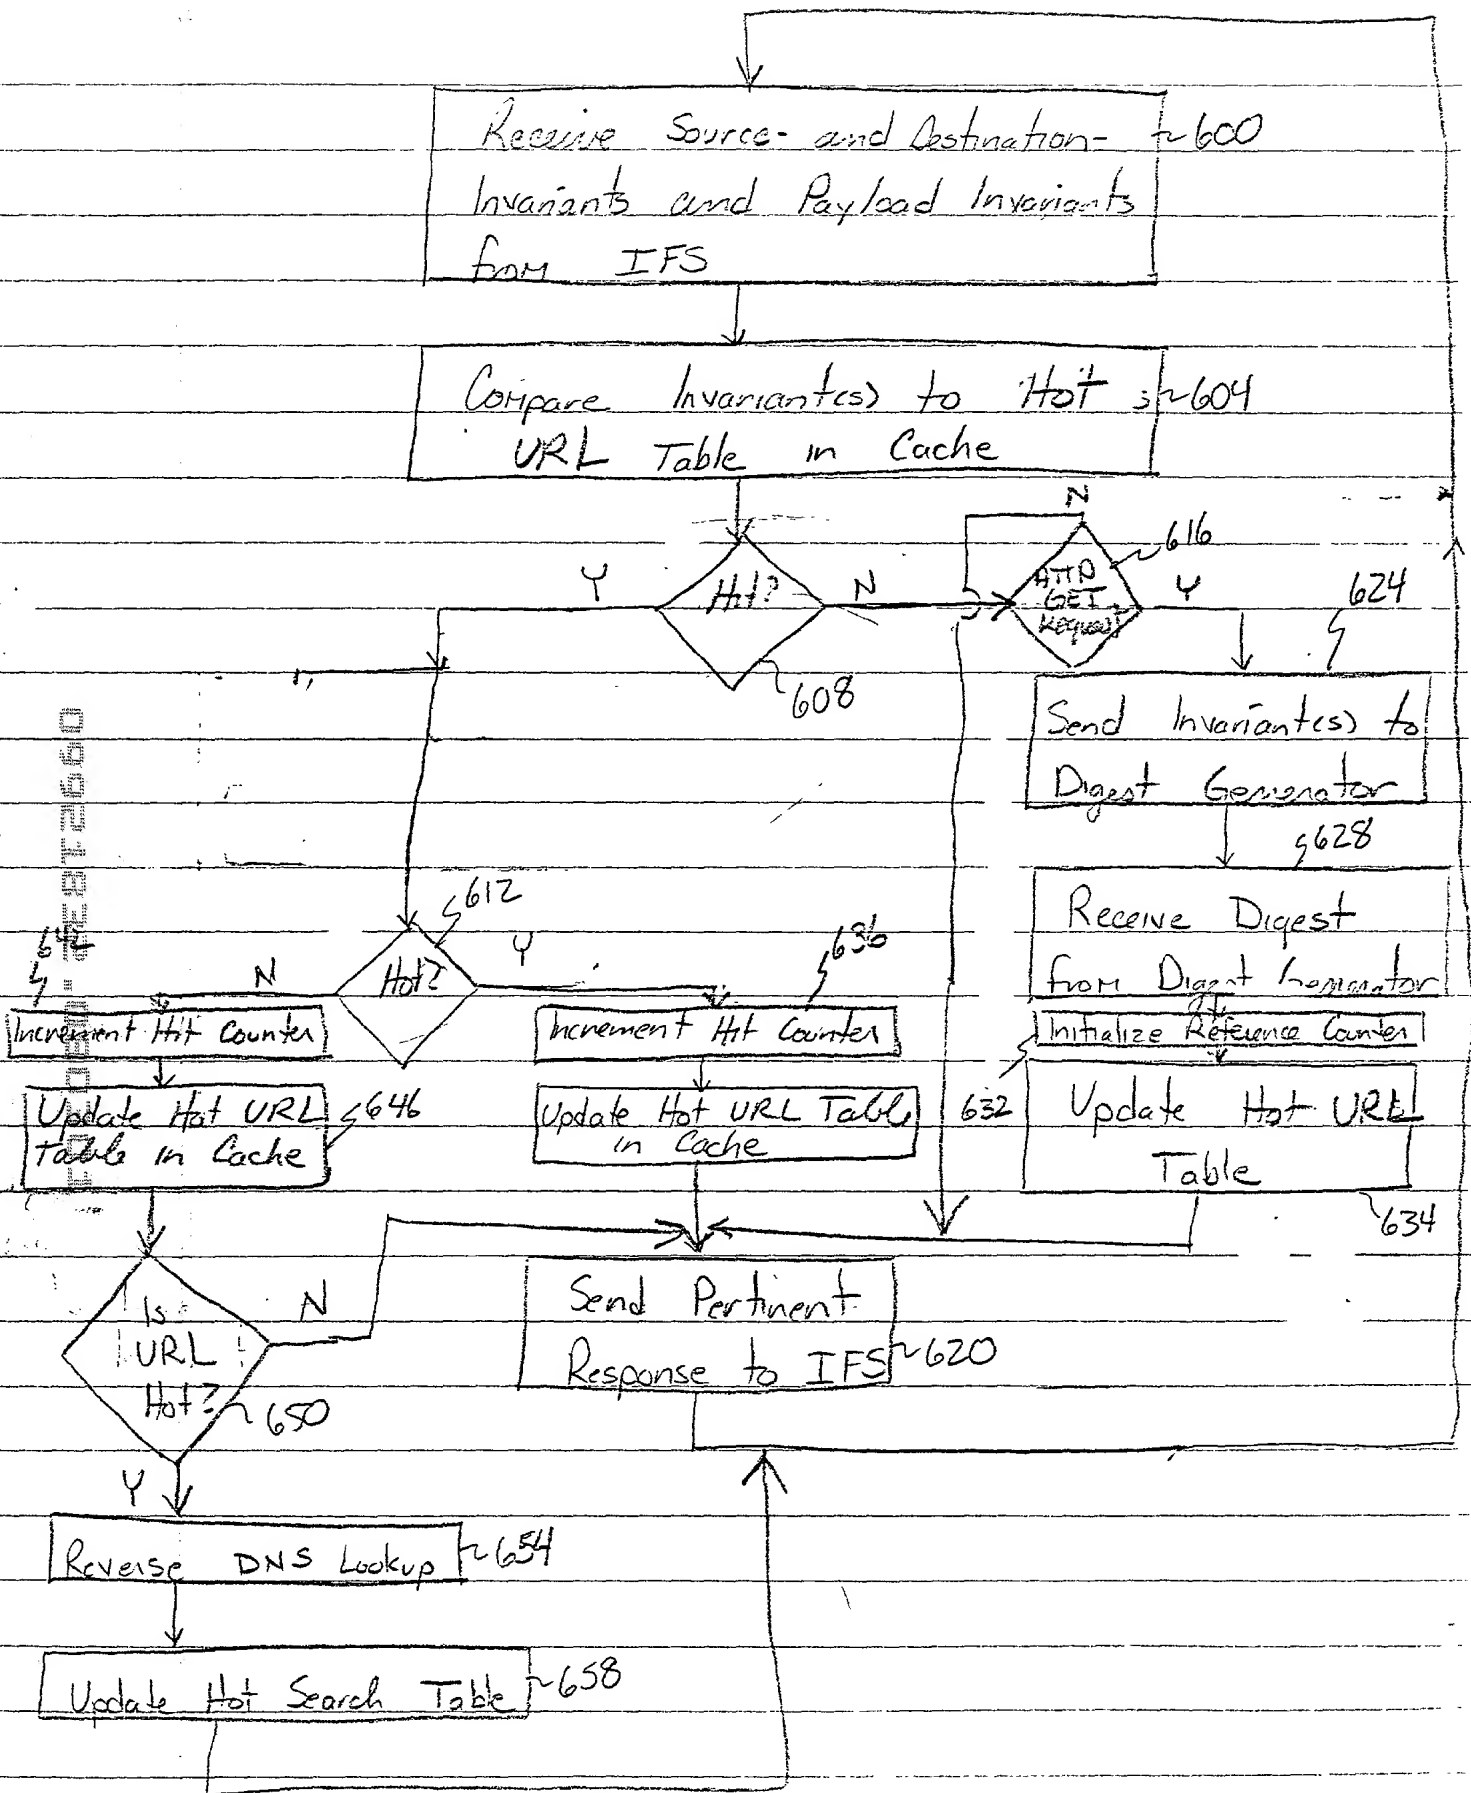 Receive Source- and Destination- 600
Invariants and Payload Invariants
from IFS
Compare Invariant(s) to Hot 604
URL Table in Cache
N
616
Y
Hit?
N
HTTP
GET
Request
Y
624
608
Send Invariant(s) to
Digest Generator
628
612
Receive Digest
from Digest Generator
636
N
Hot?
Y
Increment Hit Counter
Increment Hit Counter
Initialize Reference Counter
Update Hot URL
Table in Cache
646
Update Hot URL Table
in Cache
632
Update Hot URL
Table
634
Is
URL
Hot?
N
650
Send Pertinent
Response to IFS
620
Y
Reverse DNS Lookup
654
Update Hot Search Table
658